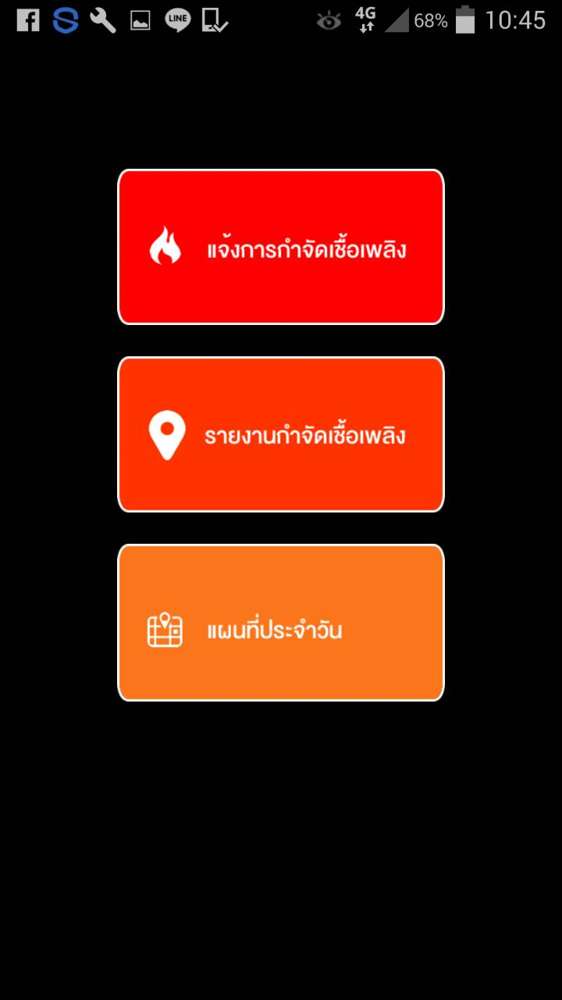 4G
68%
10:45
LINE
แจ้งการกำจัดเชื้อเพลิง
รายงานกำจัดเชื้อเพลิง
แผนที่ประจำวัน